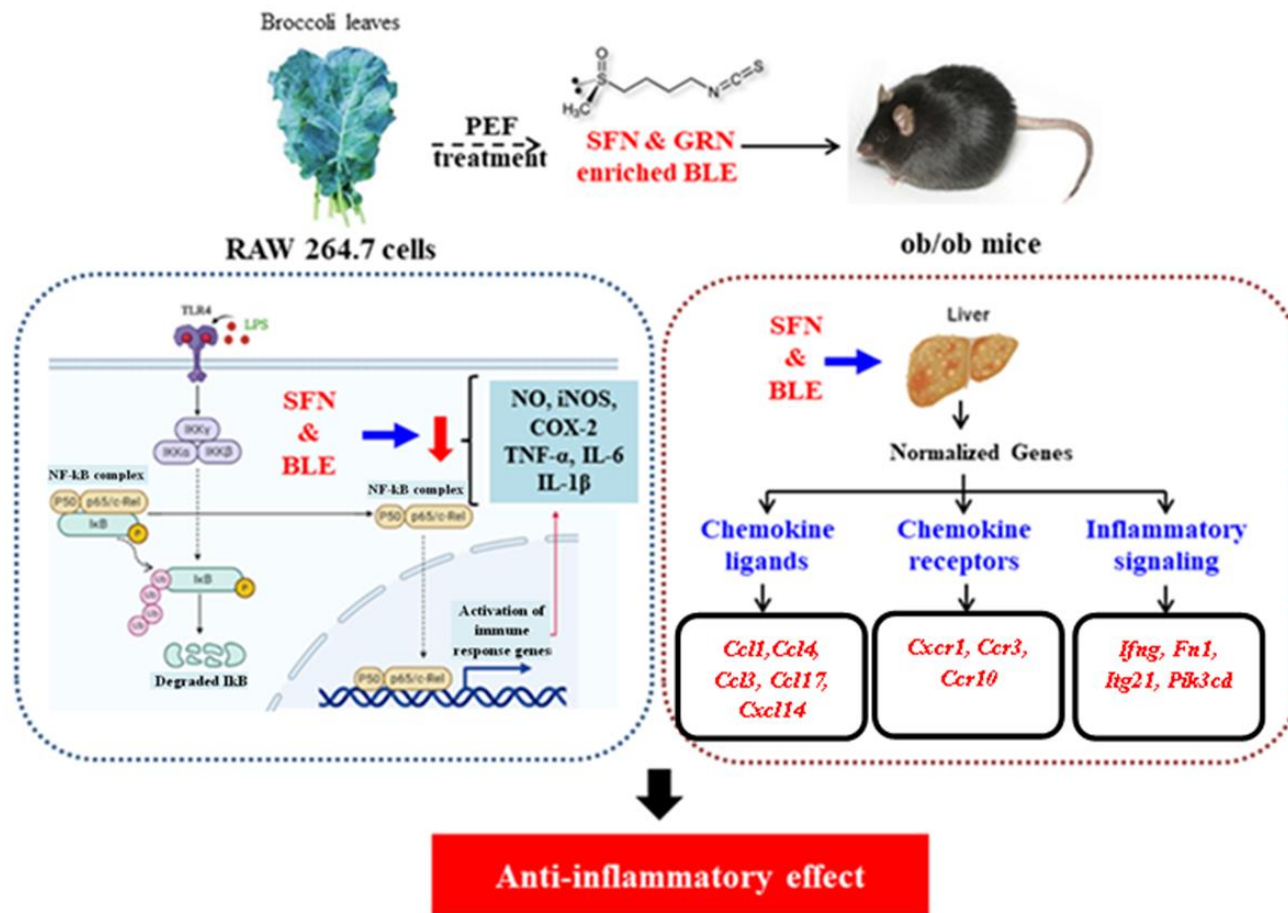 Broccoli leaves
PEF
treatment
O
S
H₃C
N=C=S
SFN & GRN
enriched BLE
RAW 264.7 cells
ob/ob mice
TLR4
LPS
IKKγ
IKKα IKKβ
SFN
&
BLE
NO, iNOS,
COX-2
TNF-α, IL-6
IL-1β
NF-kB complex
P50 p65/c-Rel
IκB
P
NF-kB complex
P50 p65/c-Rel
Ub
Ub
Ub
Ub
IκB
P
Degraded IkB
Activation of
immune
response genes
P50 p65/c-Rel
SFN
&
BLE
Liver
Normalized Genes
Chemokine
ligands
Chemokine
receptors
Inflammatory
signaling
Ccl1,Ccl4,
Ccl3, Ccl17,
Cxcl14
Cxcr1, Ccr3,
Ccr10
Ifng, Fn1,
Itg21, Pik3cd
Anti-inflammatory effect